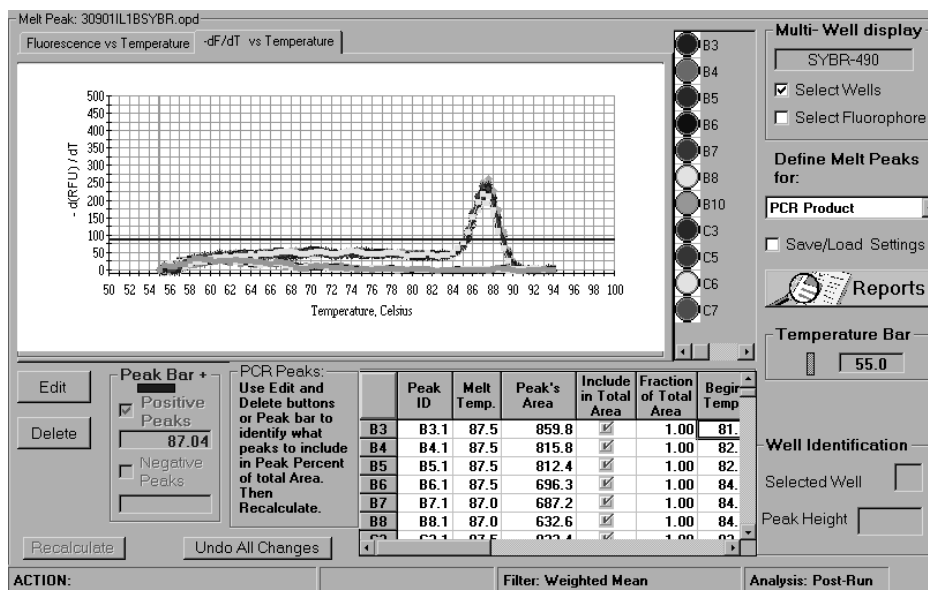 Melt Peak: 30901IL1BSYBR.opd
Fluorescence vs Temperature
-dF/dT vs Temperature
500
450
400
350
300
250
200
150
100
50
0
- d(RFU) / dT
50 52 54 56 58 60 62 64 66 68 70 72 74 76 78 80 82 84 86 88 90 92 94 96 98 100
Temperature, Celsius
B3
B4
B5
B6
B7
B8
B10
C3
C5
C6
C7
Multi- Well display
SYBR-490
Select Wells
Select Fluorophore
Define Melt Peaks
for:
PCR Product
Save/Load Settings
Reports
Temperature Bar
55.0
Edit
Delete
Peak Bar +
Positive
Peaks
87.04
Negative
Peaks
PCR Peaks:
Use Edit and
Delete buttons
or Peak bar to
identify what
peaks to include
in Peak Percent
of total Area.
Then
Recalculate.
Peak ID Melt Temp. Peak's Area Include in Total Area Fraction of Total Area Begin Temp
B3 B3.1 87.5 859.8 1.00 81.
B4 B4.1 87.5 815.8 1.00 82.
B5 B5.1 87.5 812.4 1.00 82.
B6 B6.1 87.5 696.3 1.00 84.
B7 B7.1 87.0 687.2 1.00 84.
B8 B8.1 87.0 632.6 1.00 84.
Well Identification
Selected Well
Peak Height
Recalculate
Undo All Changes
ACTION:
Filter: Weighted Mean
Analysis: Post-Run